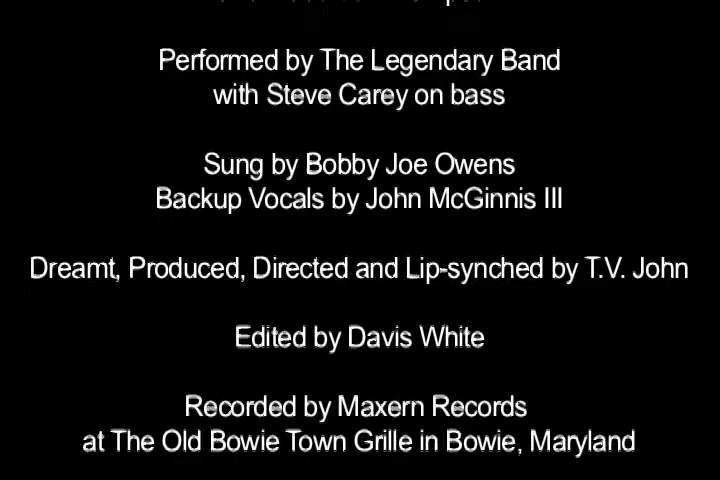 Performed by The Legendary Band
with Steve Carey on bass
Sung by Bobby Joe Owens
Backup Vocals by John McGinnis III
Dreamt, Produced, Directed and Lip-synched by T.V. John
Edited by Davis White
Recorded by Maxern Records
at The Old Bowie Town Grille in Bowie, Maryland